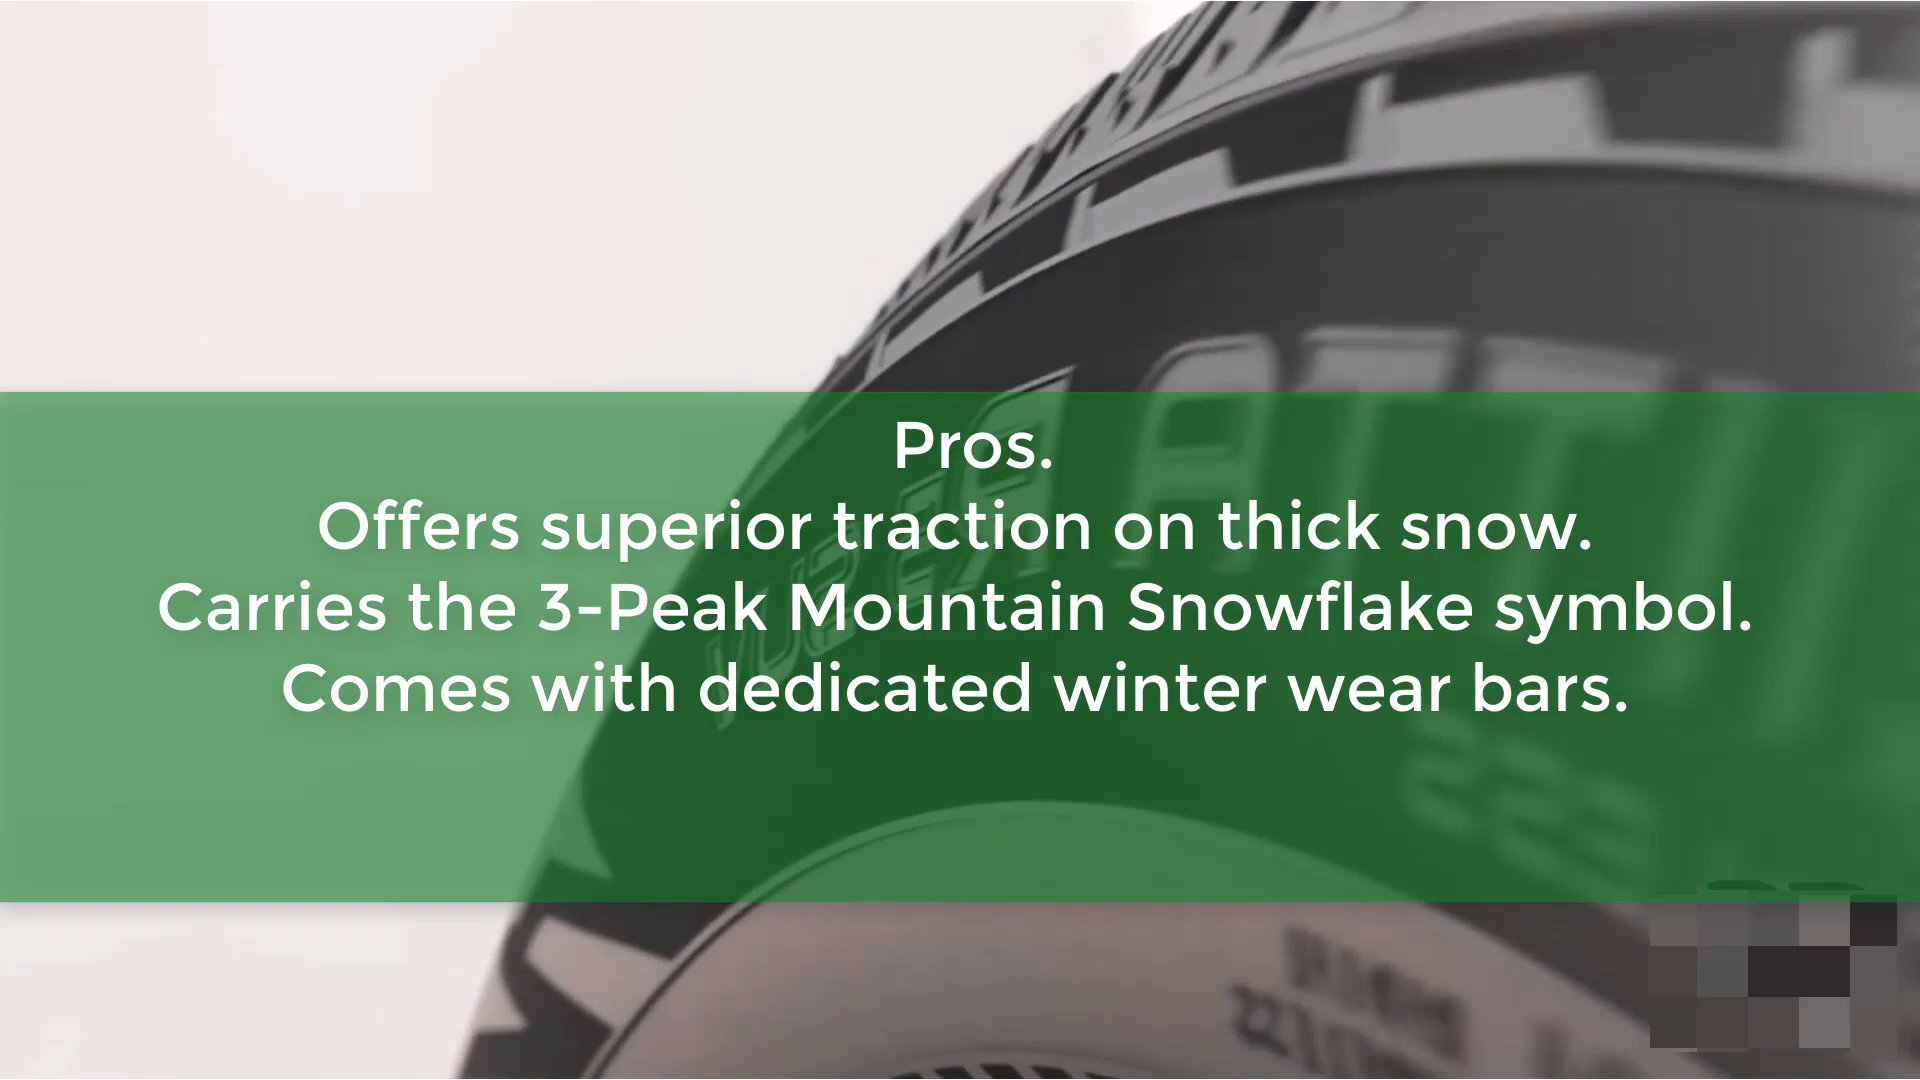 Pros.
Offers superior traction on thick snow.
Carries the 3-Peak Mountain Snowflake symbol.
Comes with dedicated winter wear bars.